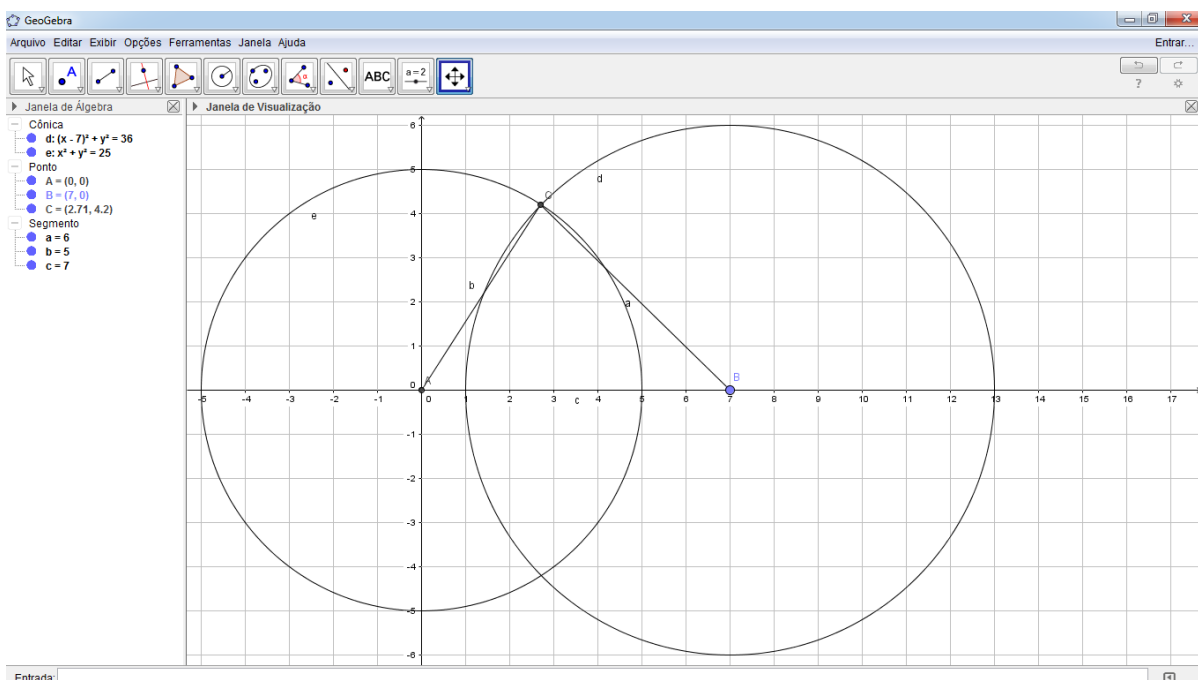 GeoGebra
Arquivo Editar Exibir Opções Ferramentas Janela Ajuda
Entrar...
A
α
ABC
a=2
?
Janela de Álgebra
Janela de Visualização
Cônica
d: (x - 7)² + y² = 36
e: x² + y² = 25
Ponto
A = (0, 0)
B = (7, 0)
C = (2.71, 4.2)
Segmento
a = 6
b = 5
c = 7
6
5
d
C
e
4
3
b
2
a
1
B
0 A
-5 -4 -3 -2 -1 0 1 2 3 4 5 6 7 8 9 10 11 12 13 14 15 16 17
c
-1
-2
-3
-4
-5
-6
Entrada: